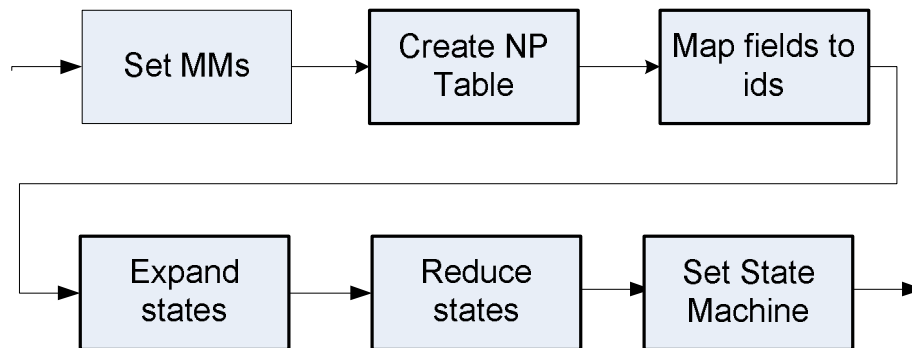 Set MMs
Create NP
Table
Map fields to
ids
Expand
states
Reduce
states
Set State
Machine